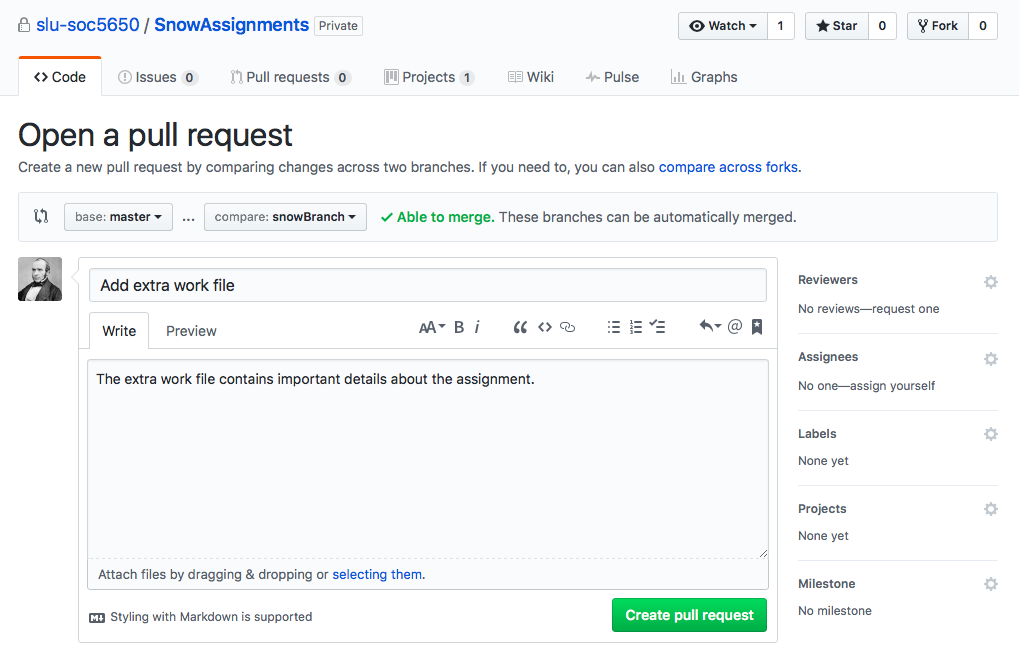 slu-soc5650 / SnowAssignments Private Watch 1 Star 0 Fork 0
Code Issues 0 Pull requests 0 Projects 1 Wiki Pulse Graphs
Open a pull request
Create a new pull request by comparing changes across two branches. If you need to, you can also compare across forks.
base: master ... compare: snowBranch Able to merge. These branches can be automatically merged.
Add extra work file
Write Preview AA B i @
The extra work file contains important details about the assignment.
Attach files by dragging & dropping or selecting them.
Styling with Markdown is supported
Create pull request
Reviewers
No reviews—request one
Assignees
No one—assign yourself
Labels
None yet
Projects
None yet
Milestone
No milestone